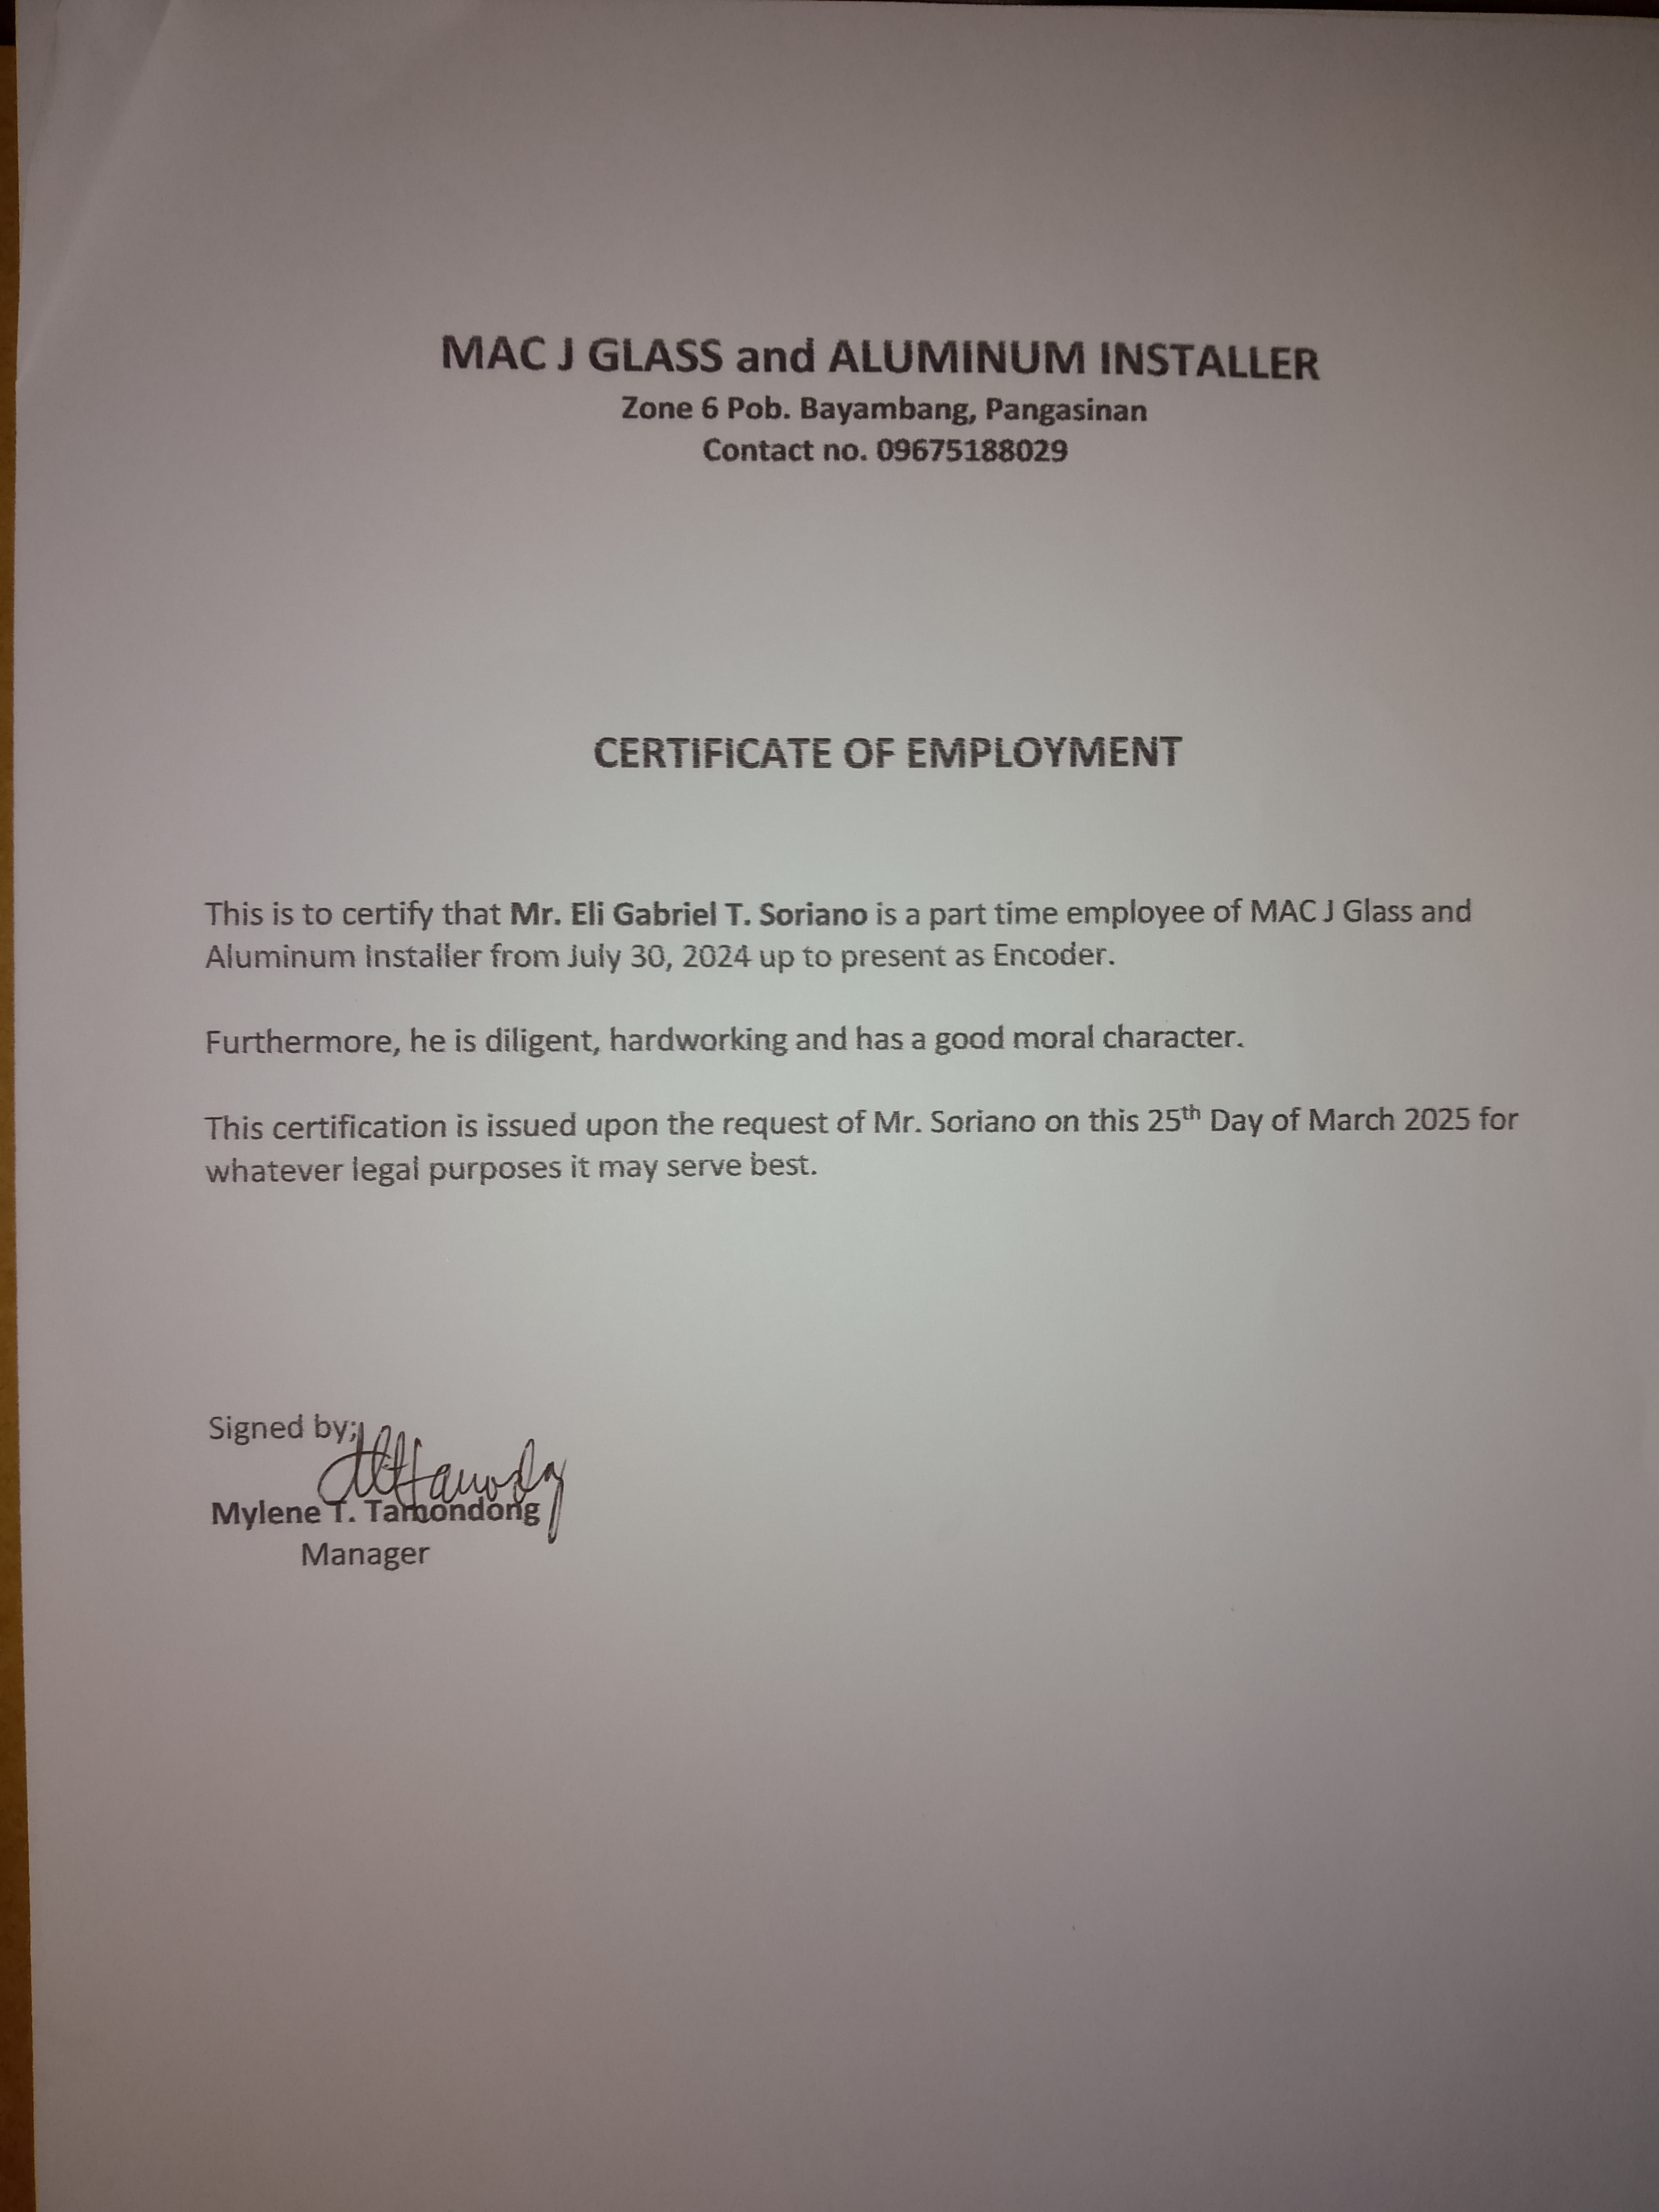 MAC J GLASS and ALUMINUM INSTALLER
Zone 6 Pob. Bayambang, Pangasinan
Contact no. 09675188029
CERTIFICATE OF EMPLOYMENT
This is to certify that Mr. Eli Gabriel T. Soriano is a part time employee of MAC J Glass and
Aluminum Installer from July 30, 2024 up to present as Encoder.
Furthermore, he is diligent, hardworking and has a good moral character.
This certification is issued upon the request of Mr. Soriano on this 25th Day of March 2025 for
whatever legal purposes it may serve best.
Signed by;
Mylene T. Tamondong
Manager